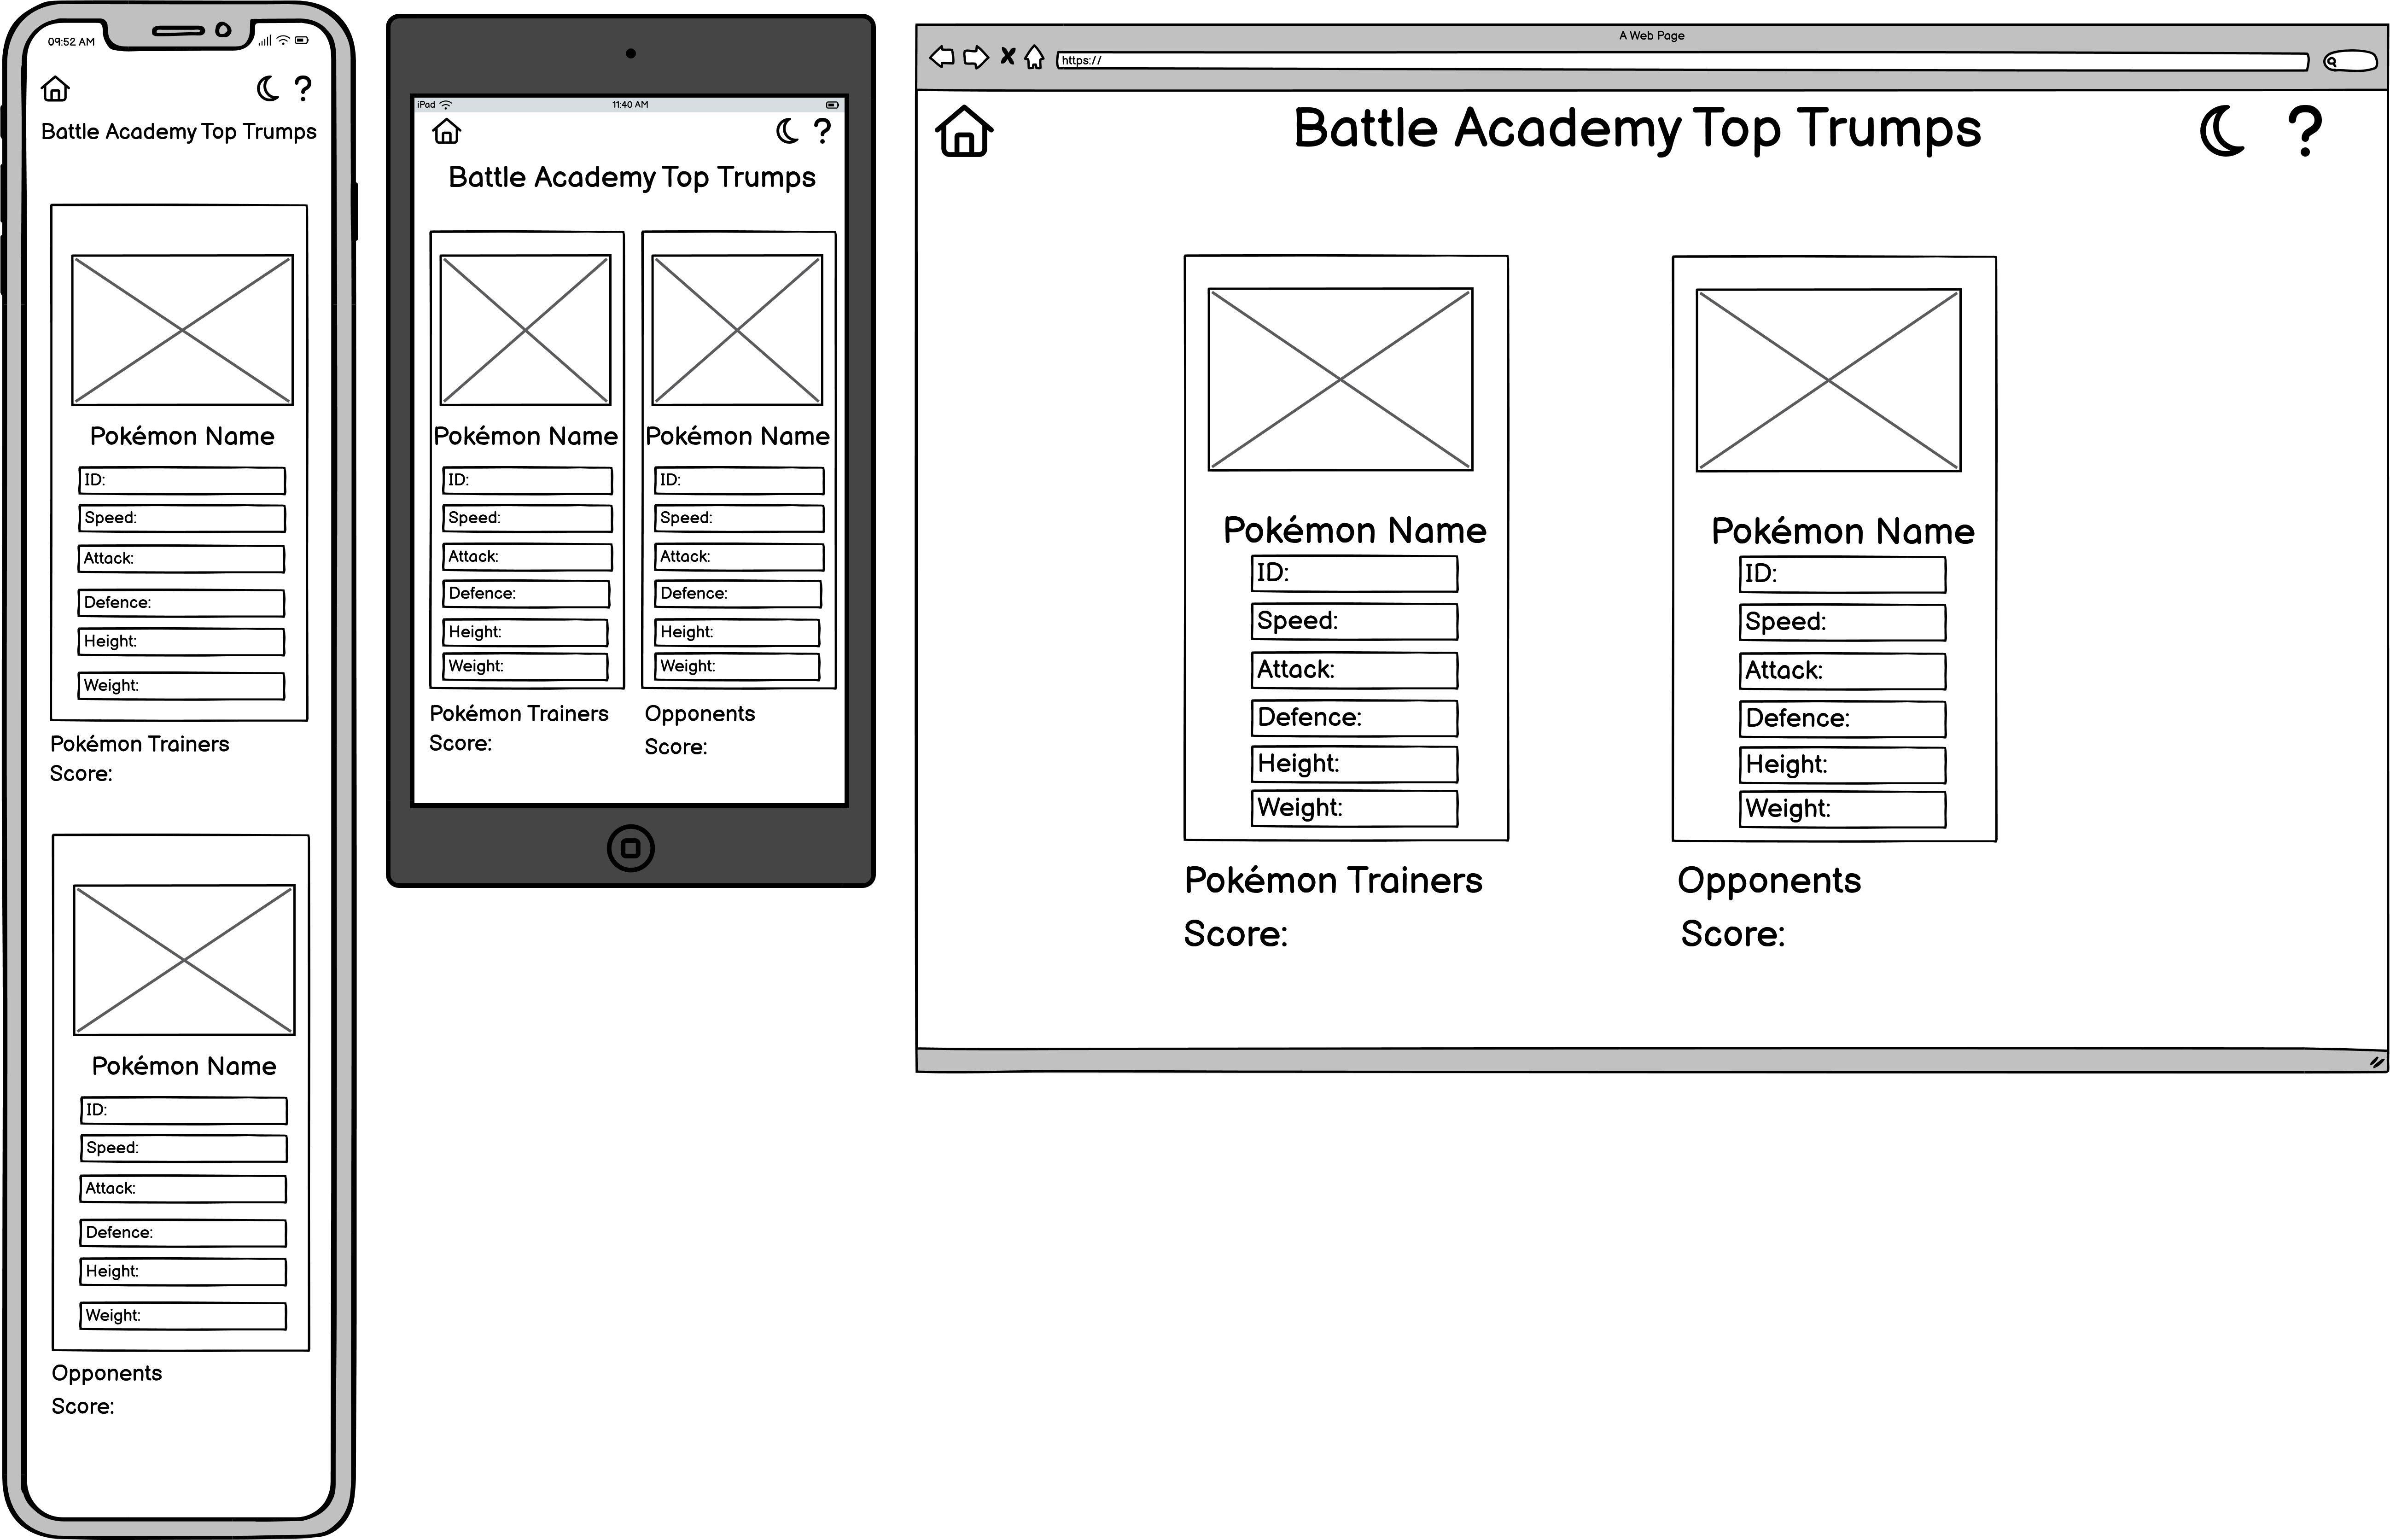 09:52 AM
?
Battle Academy Top Trumps
Pokémon Name
ID:
Speed:
Attack:
Defence:
Height:
Weight:
Pokémon Trainers
Score:
Pokémon Name
ID:
Speed:
Attack:
Defence:
Height:
Weight:
Opponents
Score:
iPad
11:40 AM
?
Battle Academy Top Trumps
Pokémon Name
ID:
Speed:
Attack:
Defence:
Height:
Weight:
Pokémon Trainers
Score:
Pokémon Name
ID:
Speed:
Attack:
Defence:
Height:
Weight:
Opponents
Score:
A Web Page
https://
Battle Academy Top Trumps
?
Pokémon Name
ID:
Speed:
Attack:
Defence:
Height:
Weight:
Pokémon Trainers
Score:
Pokémon Name
ID:
Speed:
Attack:
Defence:
Height:
Weight:
Opponents
Score: